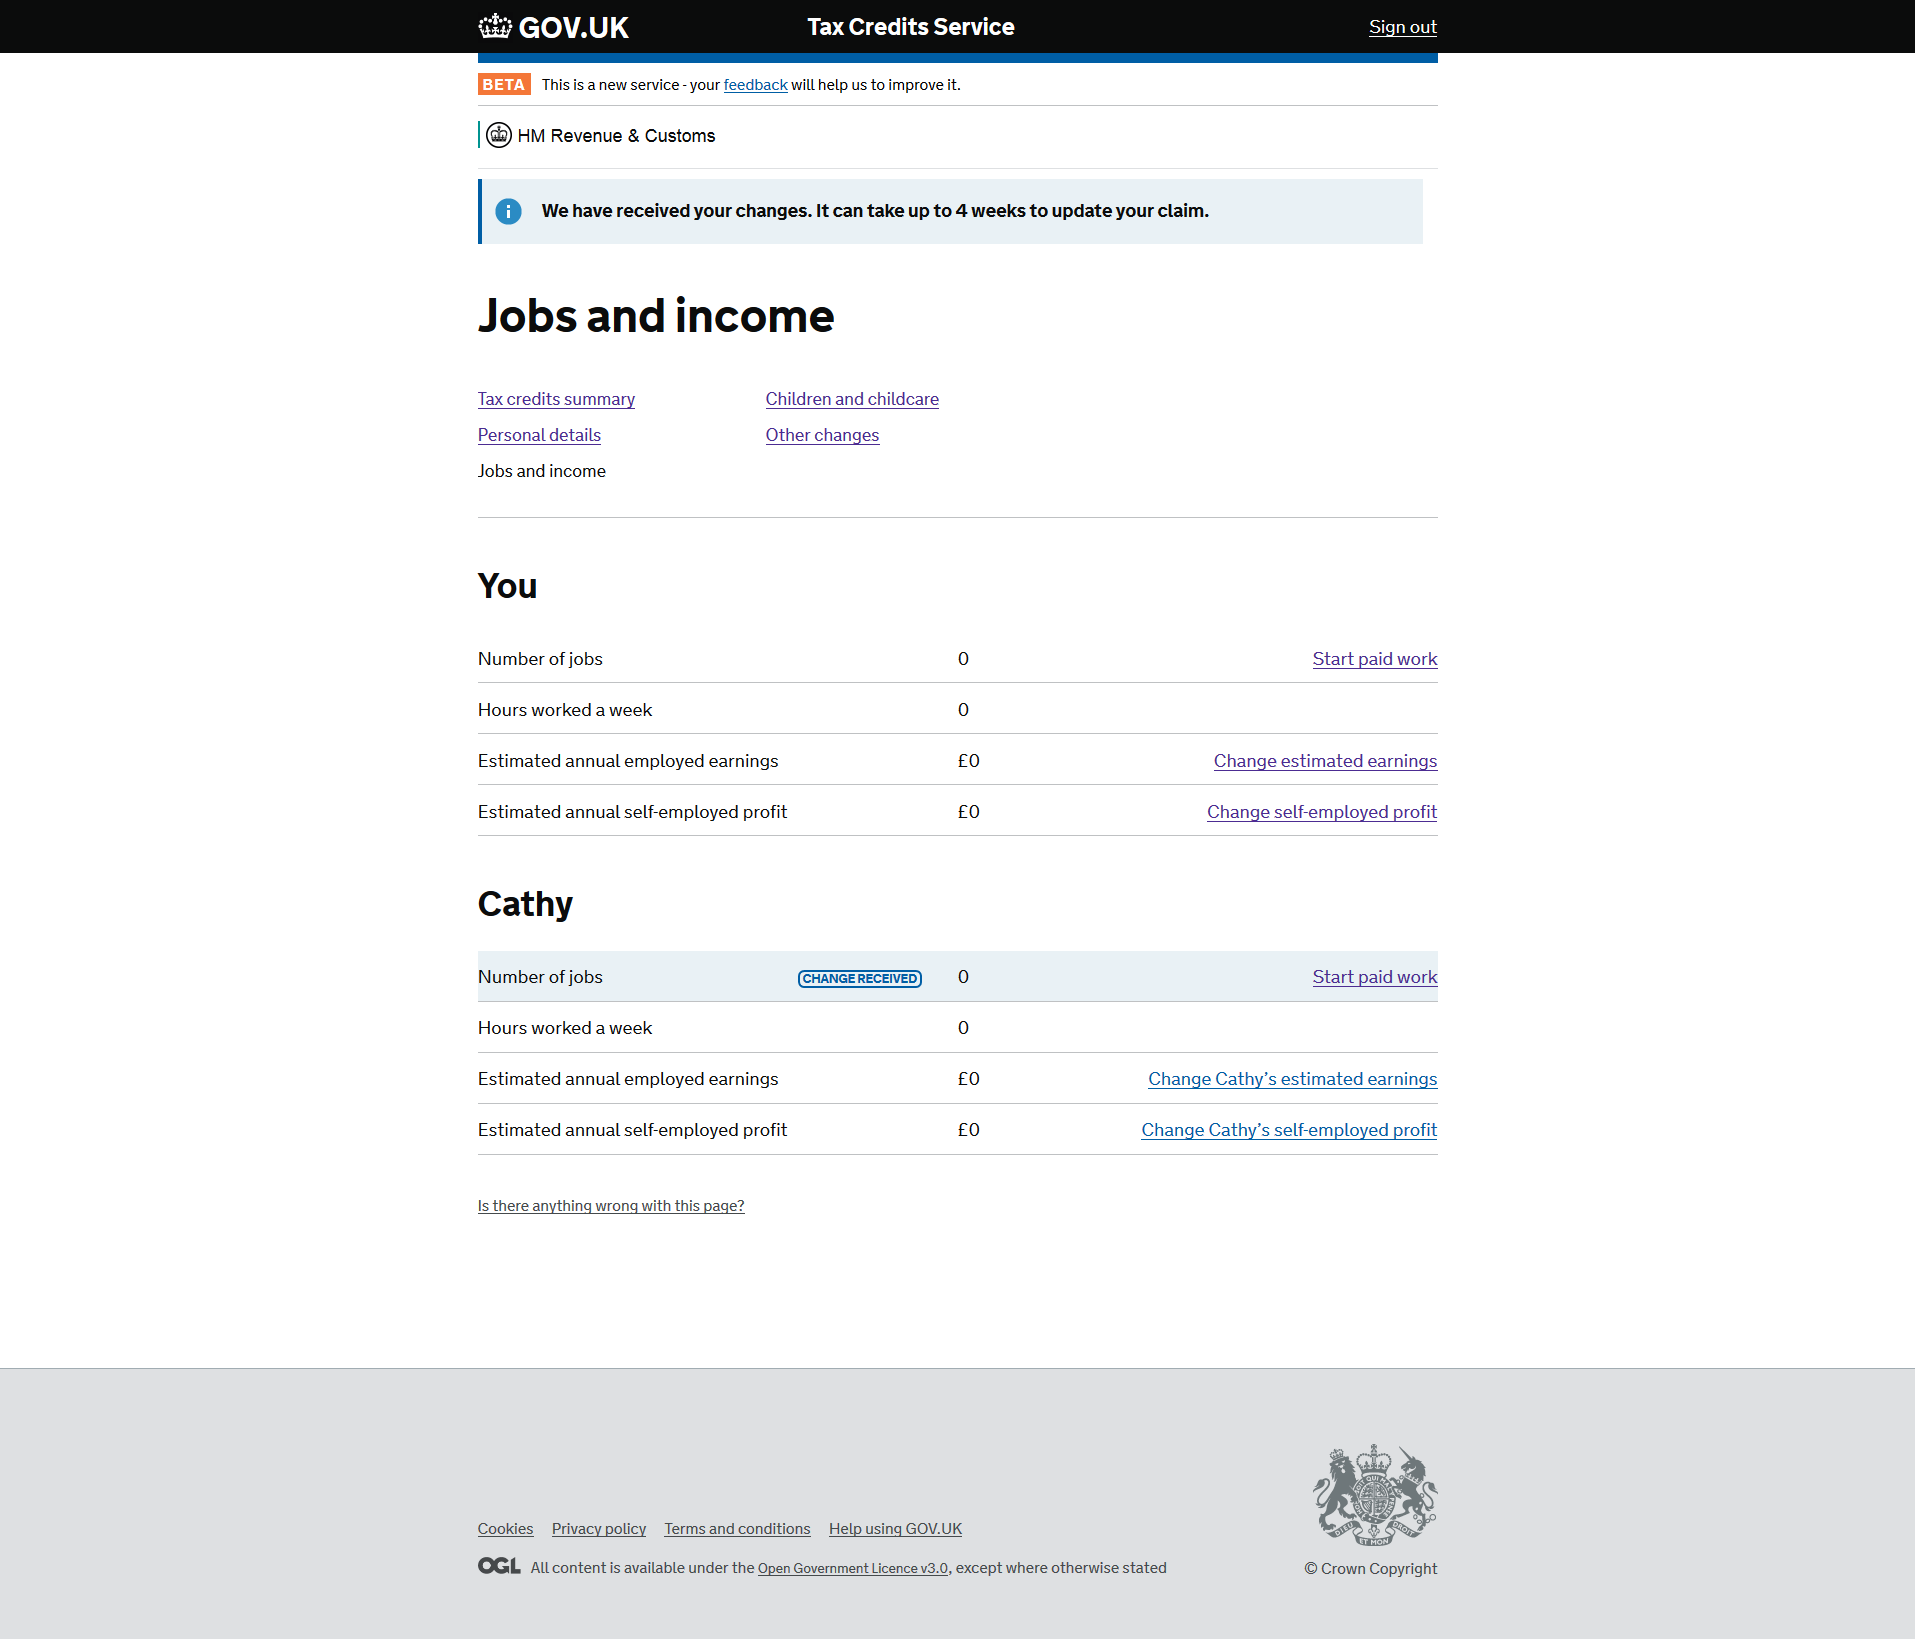 GOV.UK
Tax Credits Service
Sign out
BETA This is a new service - your feedback will help us to improve it.
HM Revenue & Customs
We have received your changes. It can take up to 4 weeks to update your claim.
Jobs and income
Tax credits summary
Children and childcare
Personal details
Other changes
Jobs and income
You
Number of jobs 0 Start paid work
Hours worked a week 0
Estimated annual employed earnings £0 Change estimated earnings
Estimated annual self-employed profit £0 Change self-employed profit
Cathy
Number of jobs CHANGE RECEIVED 0 Start paid work
Hours worked a week 0
Estimated annual employed earnings £0 Change Cathy’s estimated earnings
Estimated annual self-employed profit £0 Change Cathy’s self-employed profit
Is there anything wrong with this page?
Cookies Privacy policy Terms and conditions Help using GOV.UK
OGL All content is available under the Open Government Licence v3.0, except where otherwise stated
DIEU ET MON DROIT
© Crown Copyright